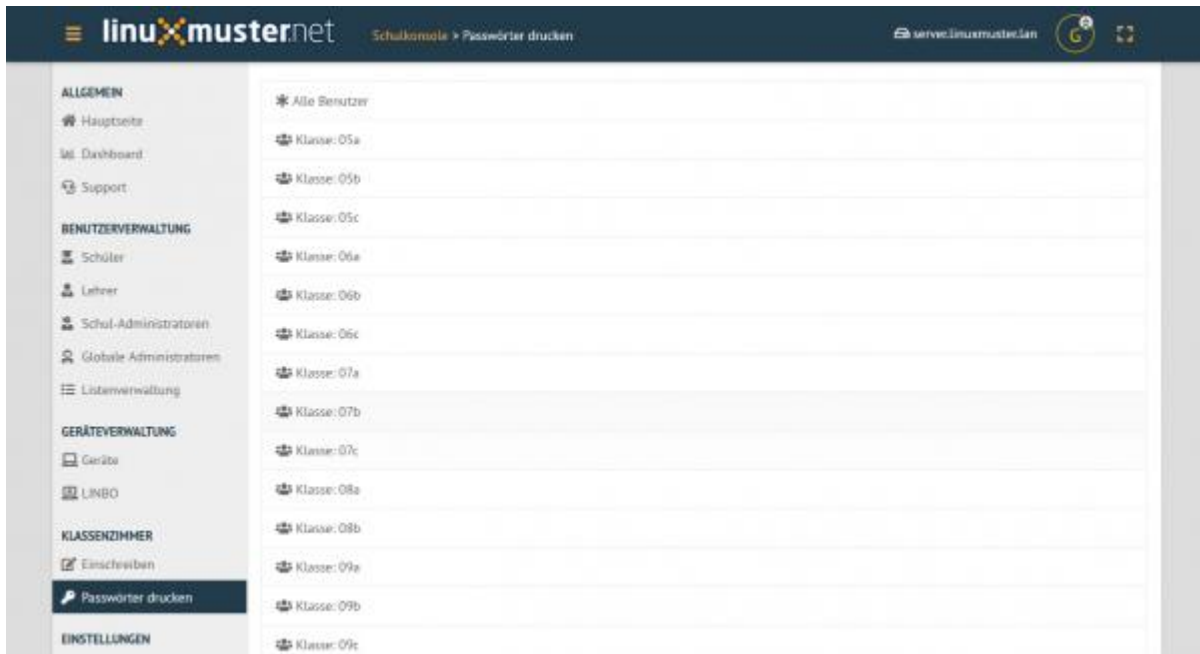 linuxmuster.net
Schulkonsole > Passwörter drucken
server.linuxmuster.lan
G
ALLGEMEIN
Hauptseite
Dashboard
Support
BENUTZERVERWALTUNG
Schüler
Lehrer
Schul-Administratoren
Globale Administratoren
Listenverwaltung
GERÄTEVERWALTUNG
Geräte
LINBO
KLASSENZIMMER
Einschreiben
Passwörter drucken
EINSTELLUNGEN
Alle Benutzer
Klasse: 05a
Klasse: 05b
Klasse: 05c
Klasse: 06a
Klasse: 06b
Klasse: 06c
Klasse: 07a
Klasse: 07b
Klasse: 07c
Klasse: 08a
Klasse: 08b
Klasse: 09a
Klasse: 09b
Klasse: 09c